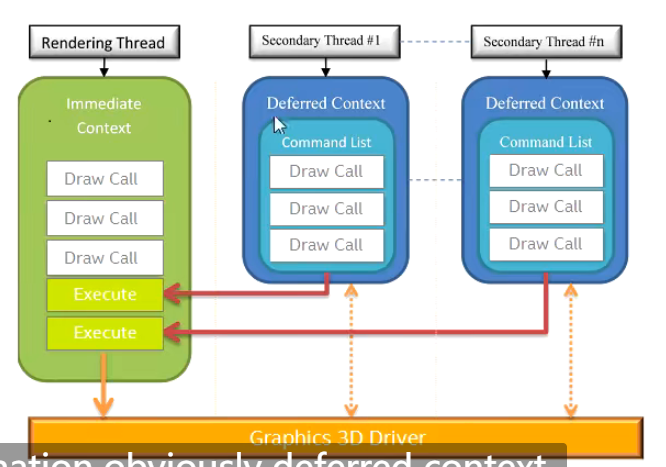 Rendering Thread
Secondary Thread #1
Secondary Thread #n
Immediate
Context
Draw Call
Draw Call
Draw Call
Execute
Execute
Deferred Context
Command List
Draw Call
Draw Call
Draw Call
Deferred Context
Command List
Draw Call
Draw Call
Draw Call
Graphics 3D Driver
obviously deferred context